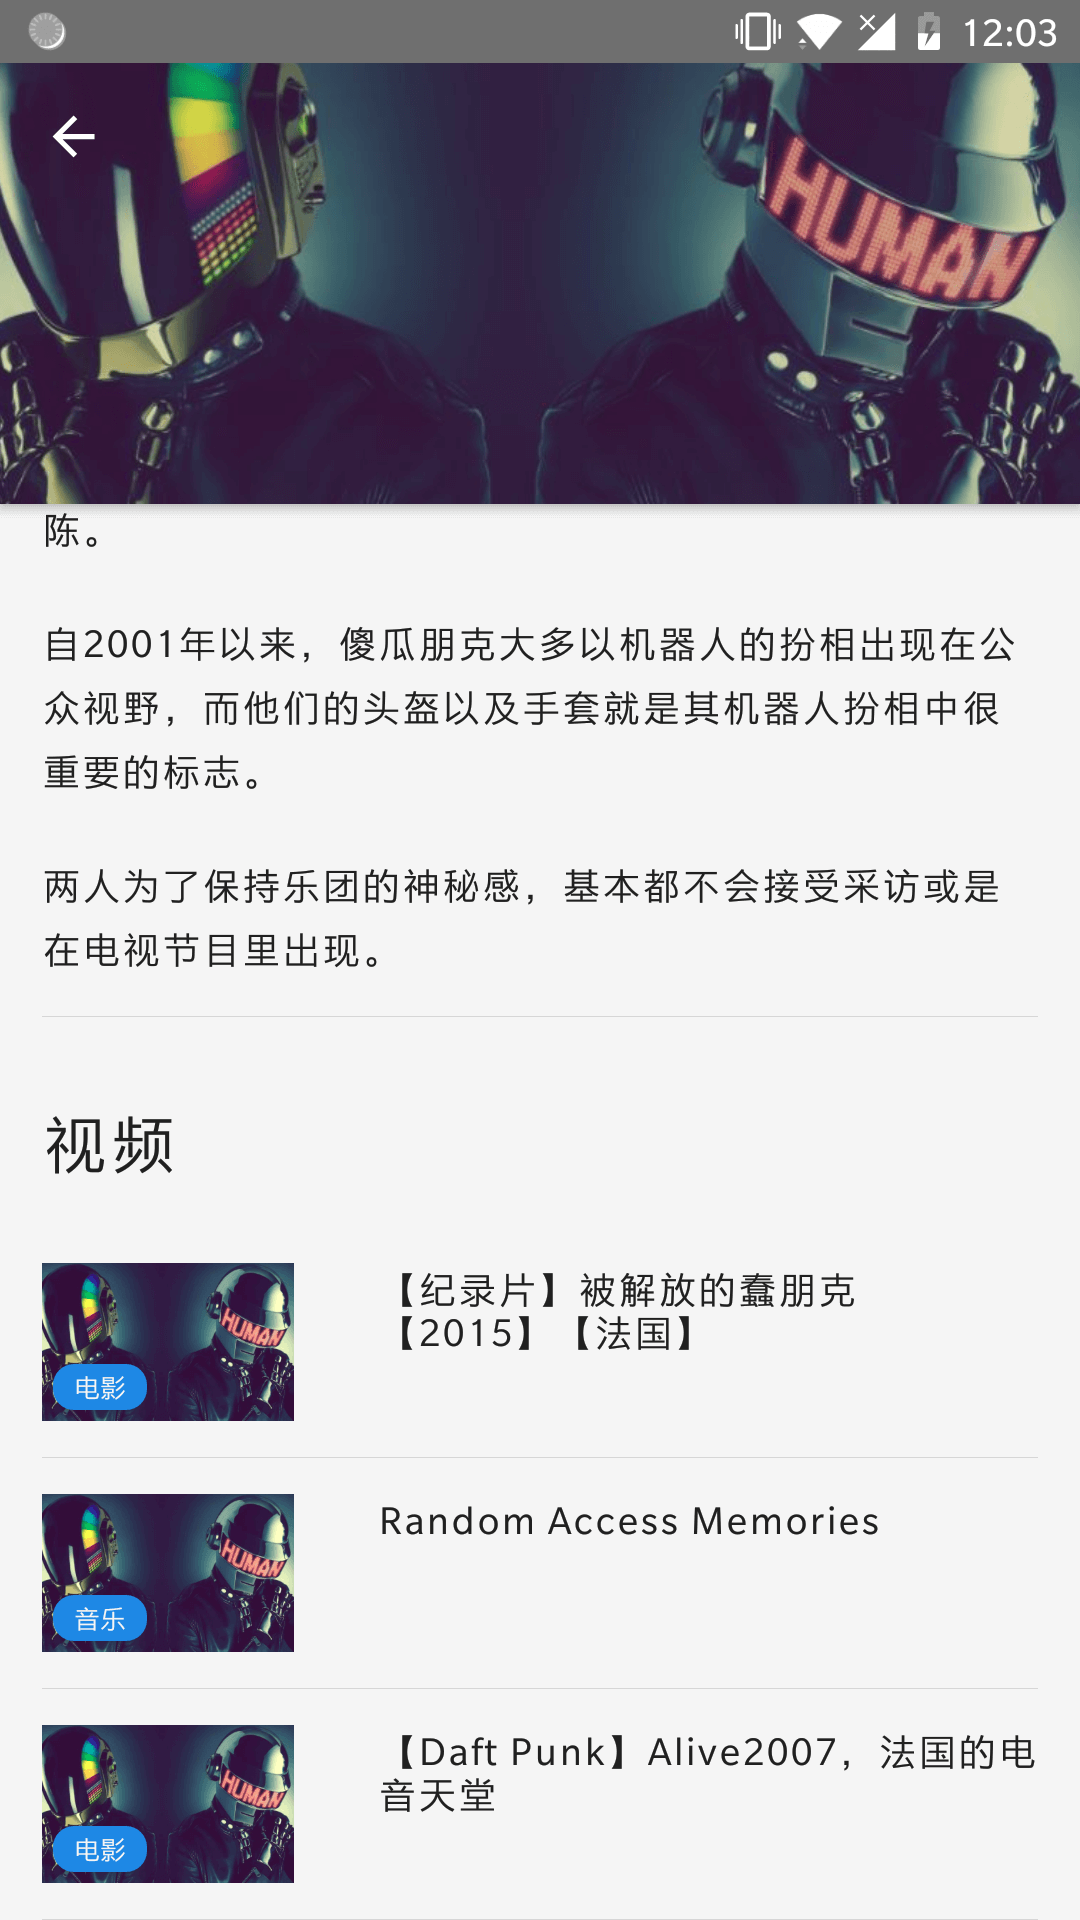 12:03
HUMAN
陈。
自2001年以来，傻瓜朋克大多以机器人的扮相出现在公
众视野，而他们的头盔以及手套就是其机器人扮相中很
重要的标志。
两人为了保持乐团的神秘感，基本都不会接受采访或是
在电视节目里出现。
视频
HUMAN
电影
【纪录片】被解放的蠢朋克
【2015】【法国】
HUMAN
音乐
Random Access Memories
HUMAN
电影
【Daft Punk】Alive2007，法国的电
音天堂